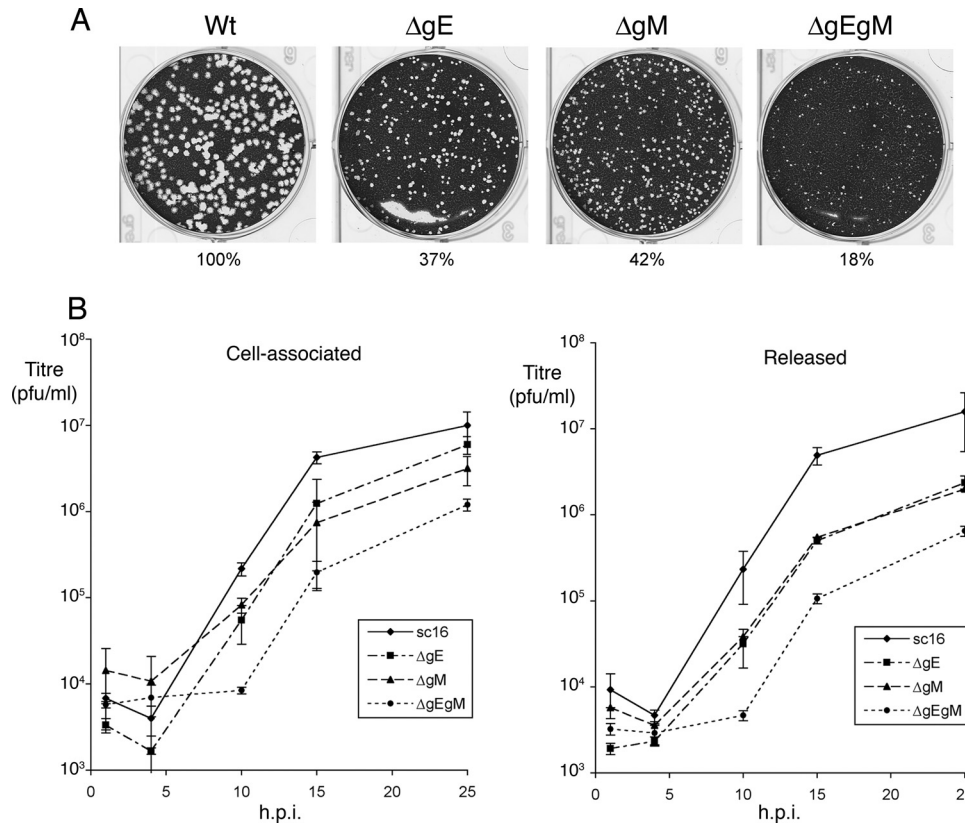 A
Wt ΔgE ΔgM ΔgEgM
100% 37% 42% 18%
B
Cell-associated
Titre
(pfu/ml)
10⁸
10⁷
10⁶
10⁵
10⁴
10³
0 5 10 15 20 25
h.p.i.
sc16
ΔgE
ΔgM
ΔgEgM
Released
Titre
(pfu/ml)
10⁸
10⁷
10⁶
10⁵
10⁴
10³
0 5 10 15 20 25
h.p.i.
sc16
ΔgE
ΔgM
ΔgEgM